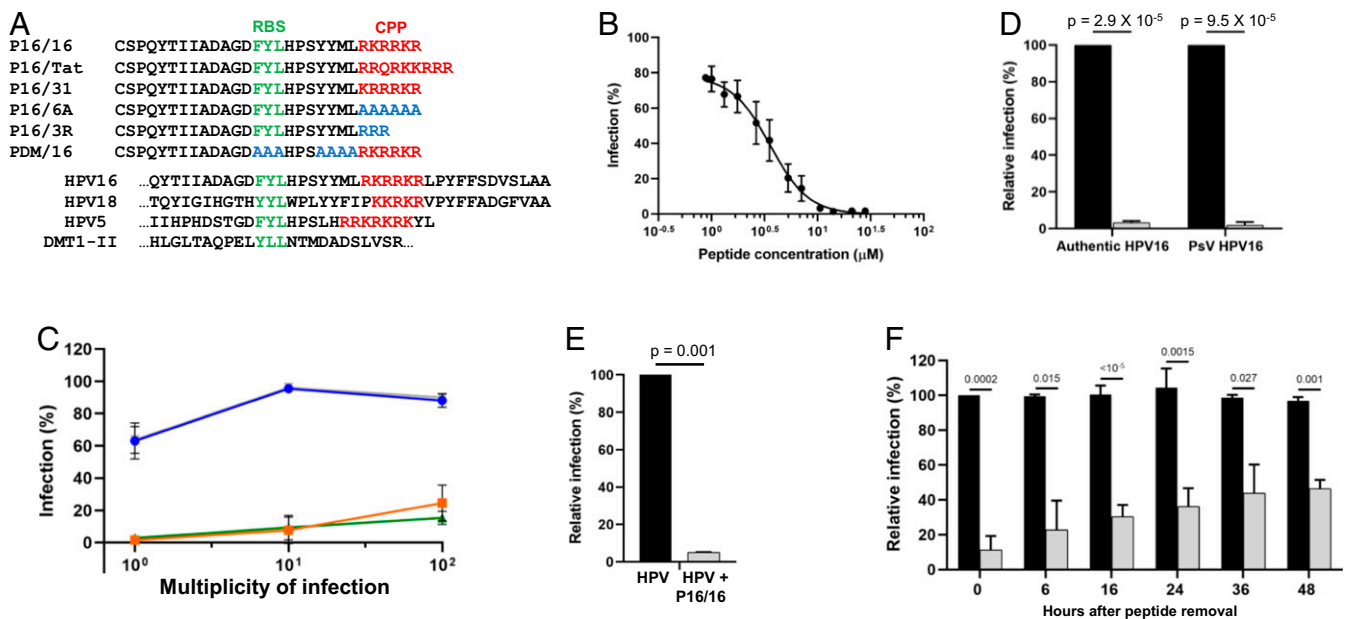 A
RBS CPP
P16/16 CSPQYTIIADAGDFYLHPSYYMLRKRRKR
P16/Tat CSPQYTIIADAGDFYLHPSYYMLRRQRKKRRR
P16/31 CSPQYTIIADAGDFYLHPSYYMLKRRRKR
P16/6A CSPQYTIIADAGDFYLHPSYYMLAAAAAA
P16/3R CSPQYTIIADAGDFYLHPSYYMLRRR
PDM/16 CSPQYTIIADAGDAAAHPSAAAARKRRKR
HPV16 …QYTIIADAGDFYLHPSYYMLRKRRKRLPYFFSDVSLAA
HPV18 …TQYIGIHGTHYYLWPLYYFIPKKRKRVPYFFADGFVAA
HPV5 …IIHPHDSTGDFYLHPSLHRRKRKRKYL
DMT1-II …HLGLTAQPELYLLNTMDADSLVSR…
B
Infection (%)
100
80
60
40
20
0
10-0.5 100 100.5 101 101.5 102
Peptide concentration (µM)
D
p = 2.9 X 10-5 p = 9.5 X 10-5
Relative infection (%)
100
80
60
40
20
0
Authentic HPV16 PsV HPV16
C
Infection (%)
120
100
80
60
40
20
0
100 101 102
Multiplicity of infection
E
p = 0.001
Relative infection (%)
100
80
60
40
20
0
HPV HPV +
P16/16
F
Relative infection (%)
120
100
80
60
40
20
0
0.0002 0.015 <10-5 0.0015 0.027 0.001
0 6 16 24 36 48
Hours after peptide removal